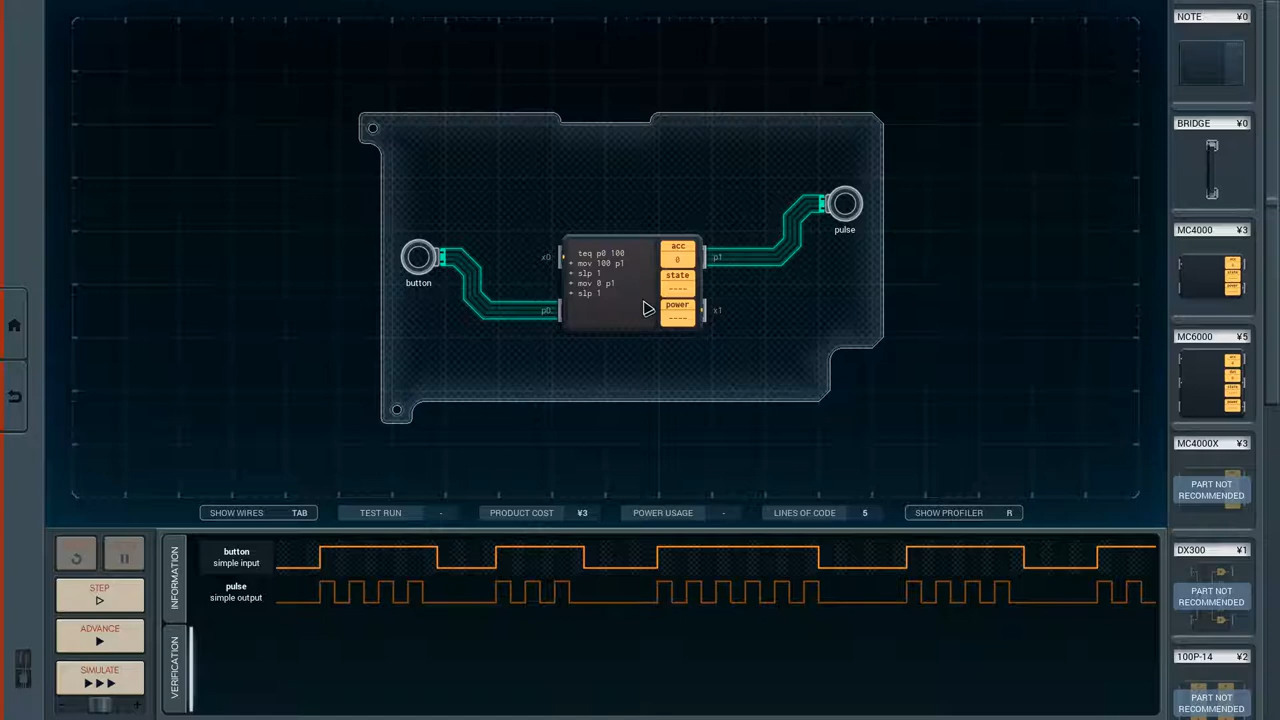 NOTE ¥0
BRIDGE ¥0
MC4000 ¥3
acc
state
power
MC6000 ¥5
MC4000X ¥3
PART NOT
RECOMMENDED
DX300 ¥1
PART NOT
RECOMMENDED
100P-14 ¥2
PART NOT
RECOMMENDED
pulse
button
x0
p0
p1
x1
teq p0 100
+ mov 100 p1
+ slp 1
+ mov 0 p1
+ slp 1
acc
0
state
----
power
----
SHOW WIRES TAB
TEST RUN -
PRODUCT COST ¥3
POWER USAGE -
LINES OF CODE 5
SHOW PROFILER R
STEP
ADVANCE
SIMULATE
- +
INFORMATION
VERIFICATION
button
simple input
pulse
simple output